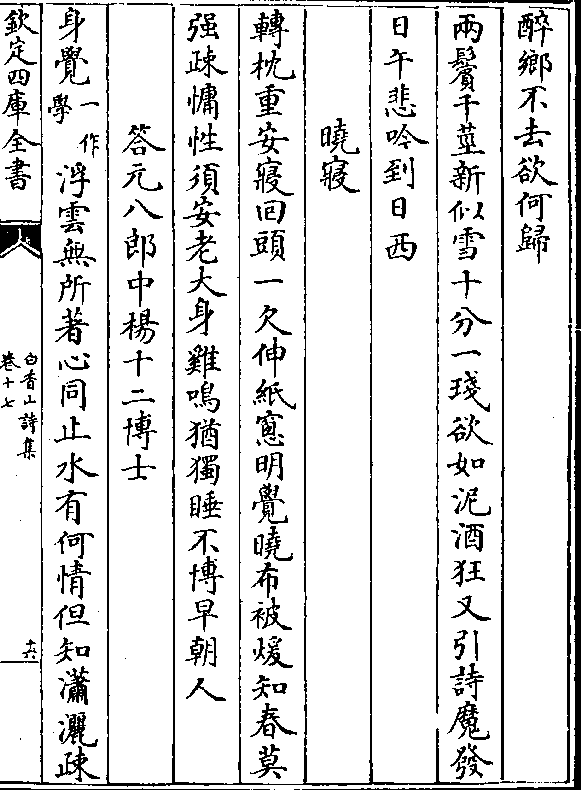 醉鄉不去欲何歸
兩鬢千莖新似雪十分一琖欲如泥酒狂又引詩魔發
日午悲吟到日西
曉寢
轉枕重安寢回頭一欠伸紙窻明覺曉布被煖知春莫
强疎慵性須安老大身雞鳴猶獨睡不博早朝人
答元八郎中楊十二博士
身覺一作學浮雲無所著心同止水有何情但知瀟灑疎
欽定四庫全書
白香山詩集
卷十七
十六